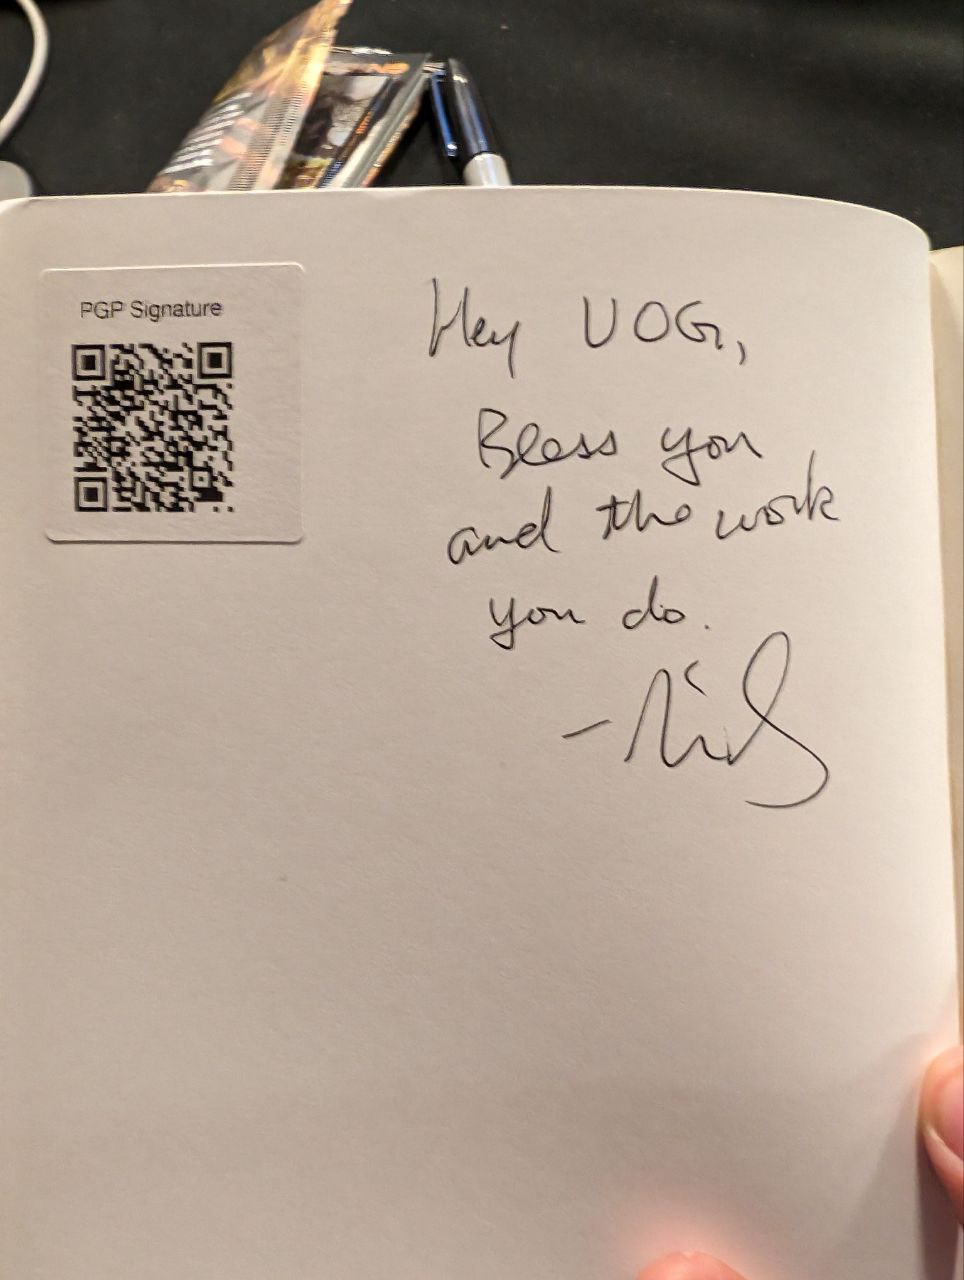 PGP Signature
Hey UOG,
Bless you
and the work
you do.